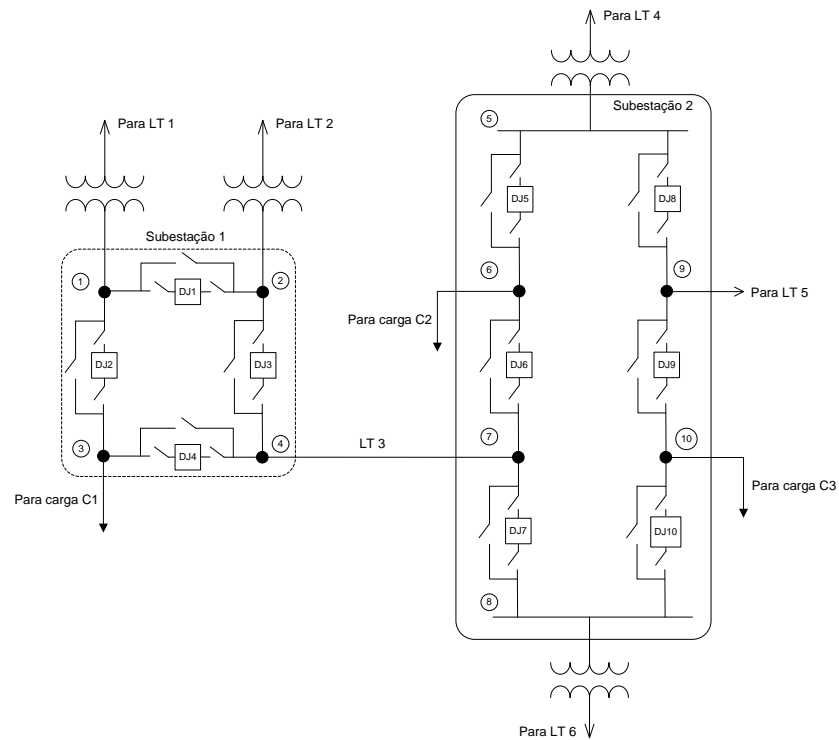 Para LT 4
Subestação 2
5
Para LT 1
Para LT 2
DJ5
DJ8
Subestação 1
1
2
6
9
DJ1
Para LT 5
Para carga C2
DJ2
DJ3
DJ6
DJ9
3
4
7
10
LT 3
DJ4
Para carga C1
Para carga C3
DJ7
DJ10
8
Para LT 6